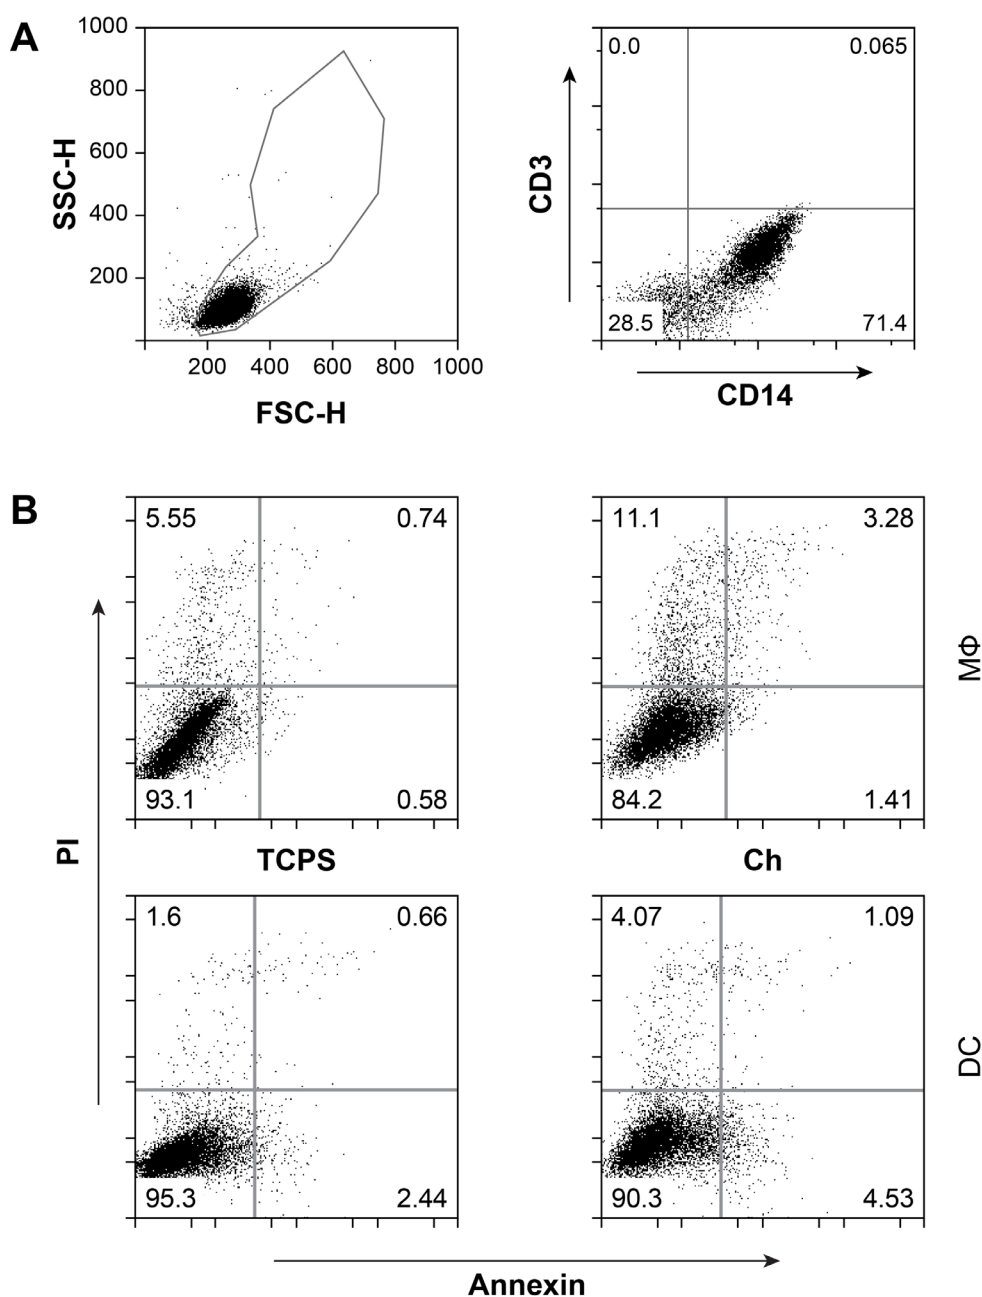 A
1000
800
600
400
200
SSC-H
200 400 600 800 1000
FSC-H
0.0 0.065
28.5 71.4
CD3
CD14
B
5.55 0.74
93.1 0.58
TCPS
11.1 3.28
84.2 1.41
Ch
MΦ
PI
1.6 0.66
95.3 2.44
4.07 1.09
90.3 4.53
DC
Annexin